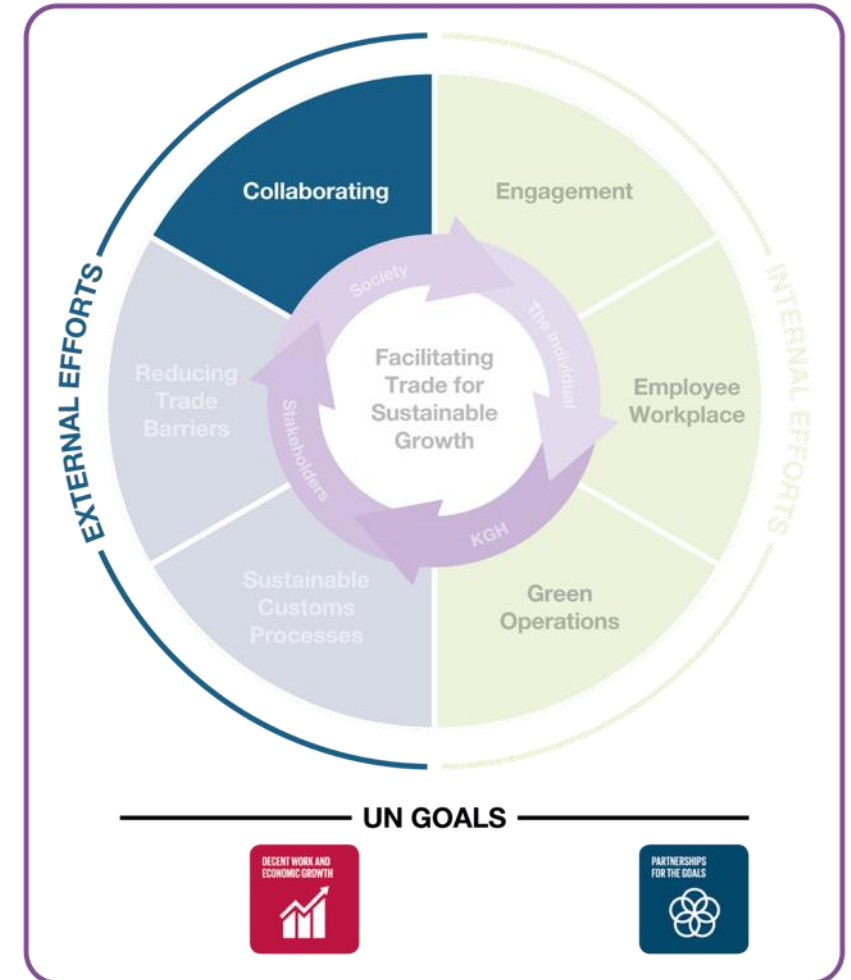 Collaborating
Engagement
EXTERNAL EFFORTS
INTERNAL EFFORTS
Society
The individual
Reducing
Trade
Barriers
Stakeholders
Facilitating
Trade for
Sustainable
Growth
Employee
Workplace
KGH
Sustainable
Customs
Processes
Green
Operations
UN GOALS
DECENT WORK AND
ECONOMIC GROWTH
PARTNERSHIPS
FOR THE GOALS